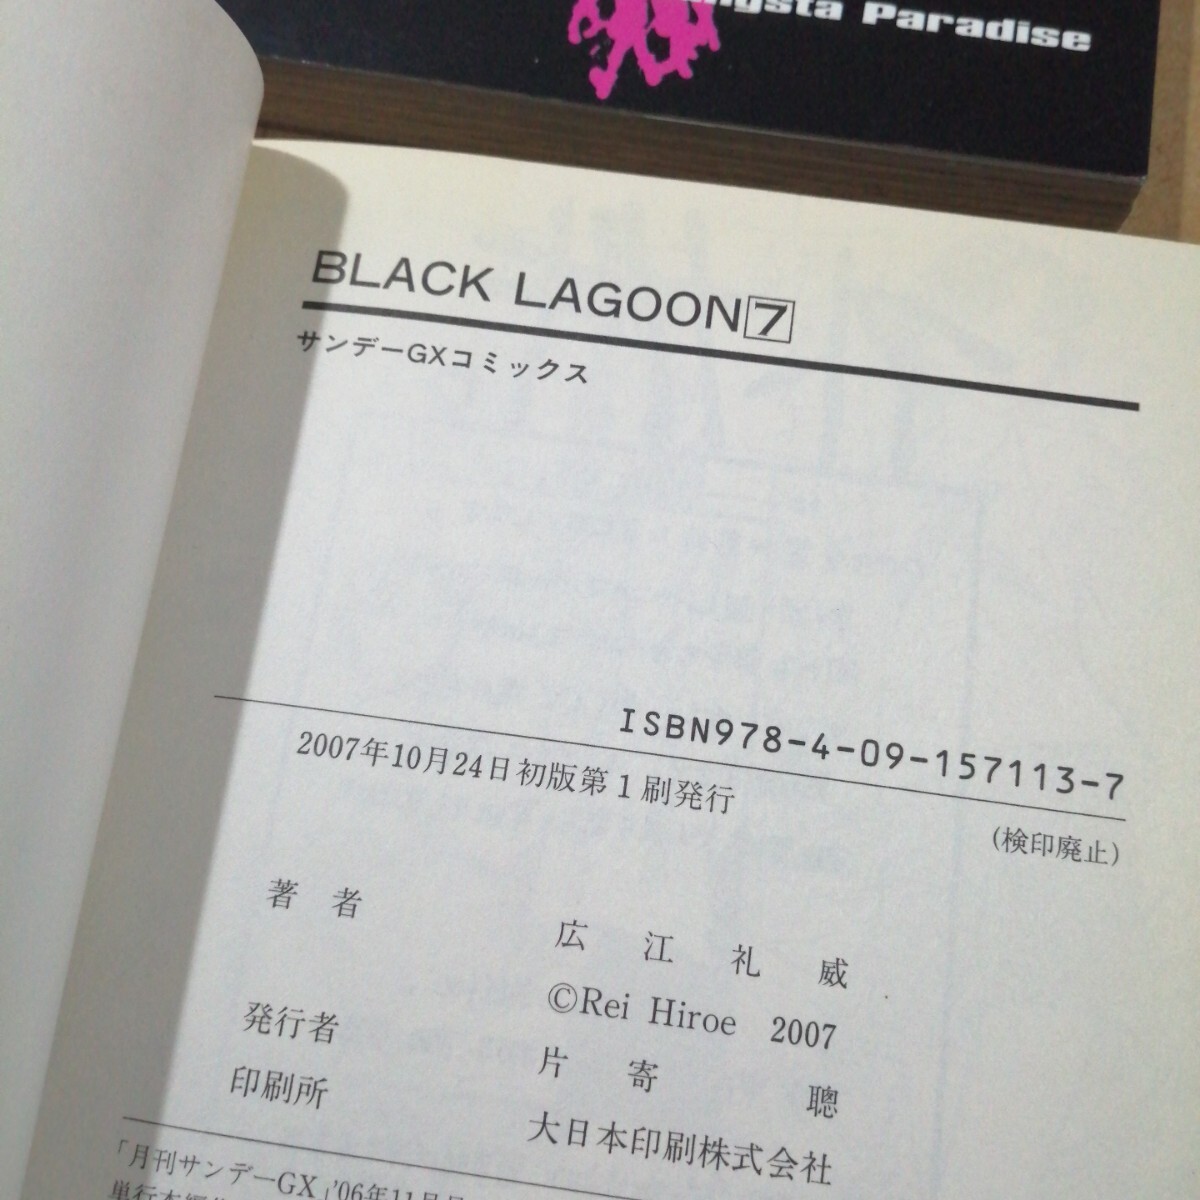 Paradise
BLACK LAGOON 7
サンデーGXコミックス
ISBN978-4-09-157113-7
2007年10月24日初版第1刷発行
(検印廃止)
著者 広江礼威
©Rei Hiroe 2007
発行者 片寄聰
印刷所 大日本印刷株式会社
「月刊サンデーGX」'06年11月号